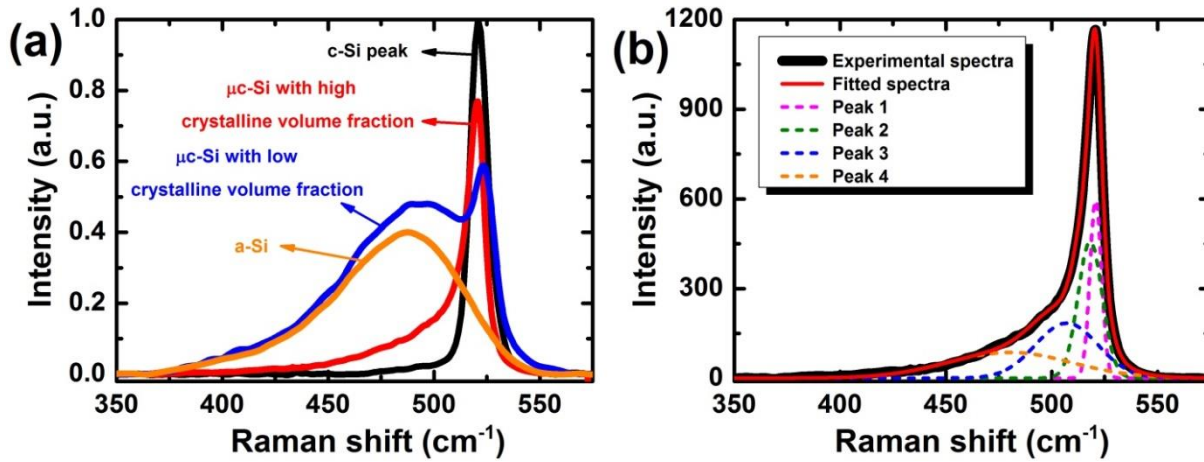 (a)
1.0
0.8
0.6
0.4
0.2
0.0
Intensity (a.u.)
c-Si peak
μc-Si with high
crystalline volume fraction
μc-Si with low
crystalline volume fraction
a-Si
350 400 450 500 550
Raman shift (cm⁻¹)
(b)
1200
900
600
300
0
Intensity (a.u.)
Experimental spectra
Fitted spectra
Peak 1
Peak 2
Peak 3
Peak 4
350 400 450 500 550
Raman shift (cm⁻¹)